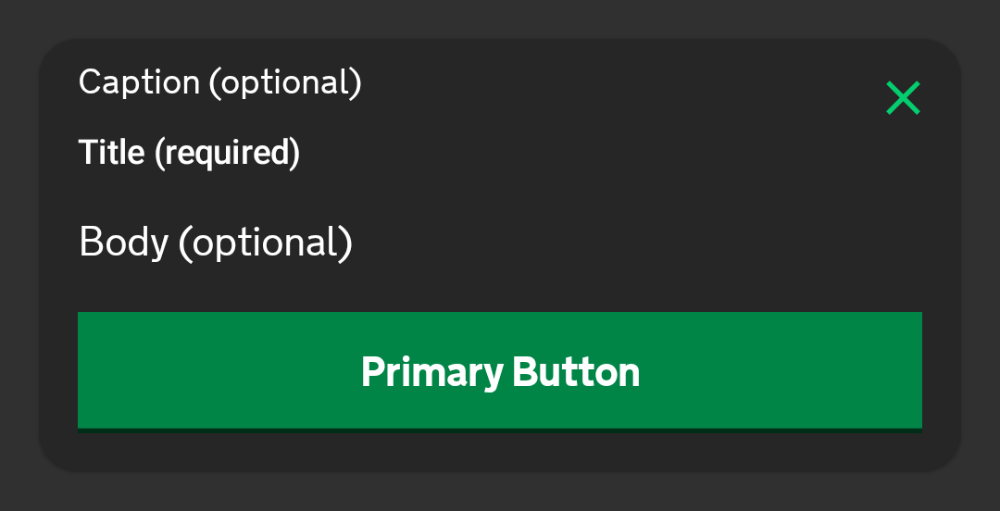 Caption (optional)
Title (required)
Body (optional)
Primary Button